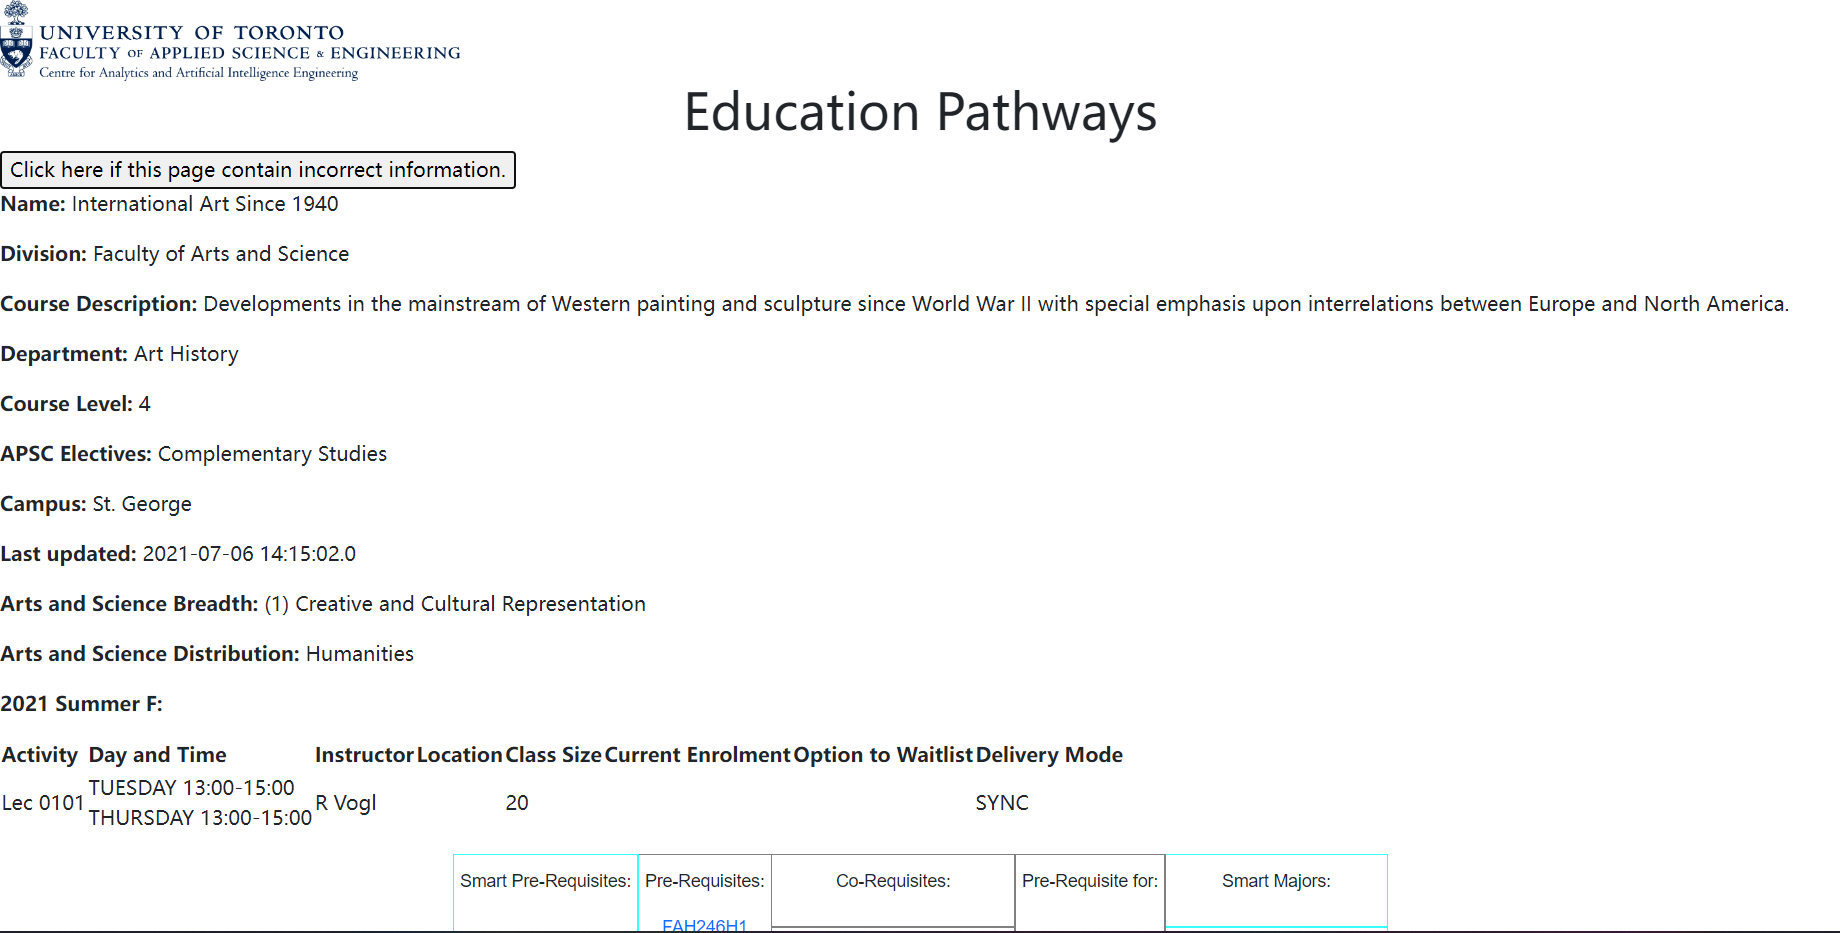 UNIVERSITY OF TORONTO
FACULTY OF APPLIED SCIENCE & ENGINEERING
Centre for Analytics and Artificial Intelligence Engineering
Education Pathways
Click here if this page contain incorrect information.
Name: International Art Since 1940
Division: Faculty of Arts and Science
Course Description: Developments in the mainstream of Western painting and sculpture since World War II with special emphasis upon interrelations between Europe and North America.
Department: Art History
Course Level: 4
APSC Electives: Complementary Studies
Campus: St. George
Last updated: 2021-07-06 14:15:02.0
Arts and Science Breadth: (1) Creative and Cultural Representation
Arts and Science Distribution: Humanities
2021 Summer F:
Activity Day and Time Instructor Location Class Size Current Enrolment Option to Waitlist Delivery Mode
Lec 0101 TUESDAY 13:00-15:00 R Vogl 20 SYNC
THURSDAY 13:00-15:00
Smart Pre-Requisites: Pre-Requisites: Co-Requisites: Pre-Requisite for: Smart Majors:
FAH246H1